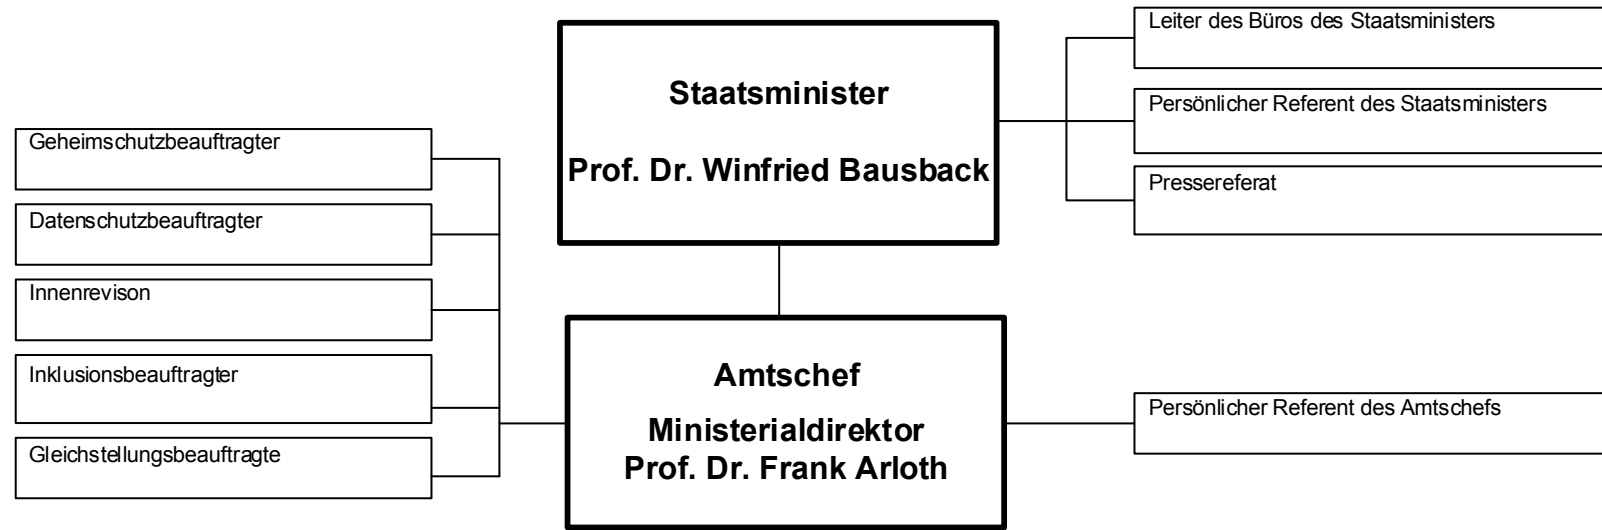 Leiter des Büros des Staatsministers
Staatsminister
Persönlicher Referent des Staatsministers
Geheimschutzbeauftragter
Prof. Dr. Winfried Bausback
Pressereferat
Datenschutzbeauftragter
Innenrevison
Inklusionsbeauftragter
Amtschef
Persönlicher Referent des Amtschefs
Ministerialdirektor
Gleichstellungsbeauftragte
Prof. Dr. Frank Arloth